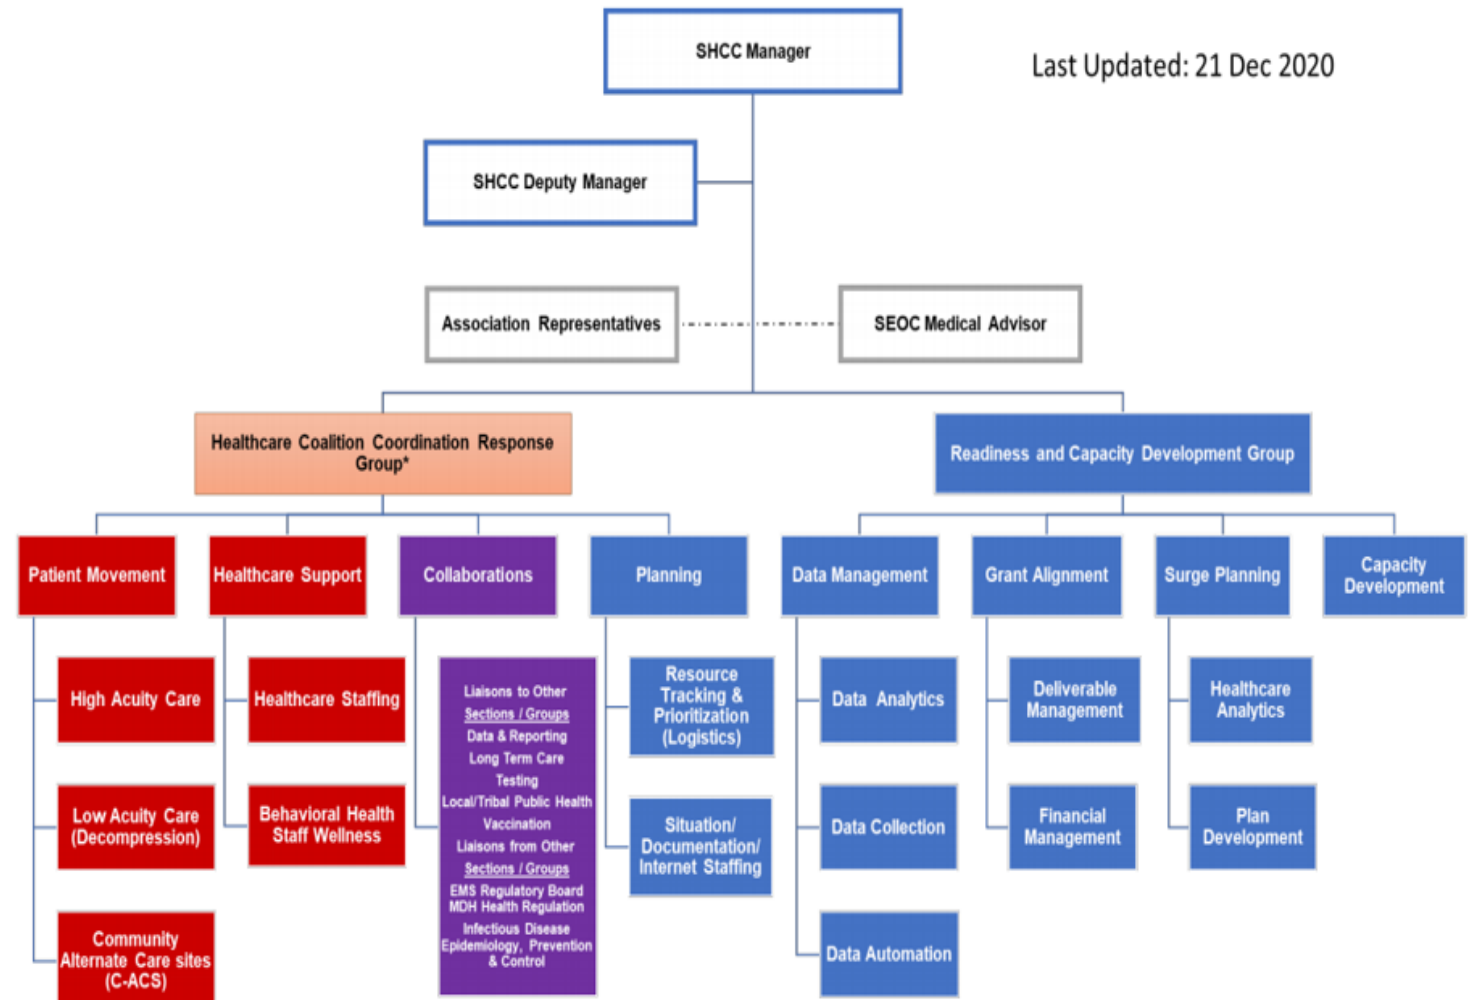 SHCC Manager
Last Updated: 21 Dec 2020
SHCC Deputy Manager
Association Representatives
SEOC Medical Advisor
Healthcare Coalition Coordination Response
Group*
Readiness and Capacity Development Group
Patient Movement
Healthcare Support
Collaborations
Planning
Data Management
Grant Alignment
Surge Planning
Capacity
Development
High Acuity Care
Low Acuity Care
(Decompression)
Community
Alternate Care sites
(C-ACS)
Healthcare Staffing
Behavioral Health
Staff Wellness
Liaisons to Other
Sections / Groups
Data & Reporting
Long Term Care
Testing
Local/Tribal Public Health
Vaccination
Liaisons from Other
Sections / Groups
EMS Regulatory Board
MDH Health Regulation
Infectious Disease
Epidemiology, Prevention
& Control
Resource
Tracking &
Prioritization
(Logistics)
Situation/
Documentation/
Internet Staffing
Data Analytics
Data Collection
Data Automation
Deliverable
Management
Financial
Management
Healthcare
Analytics
Plan
Development